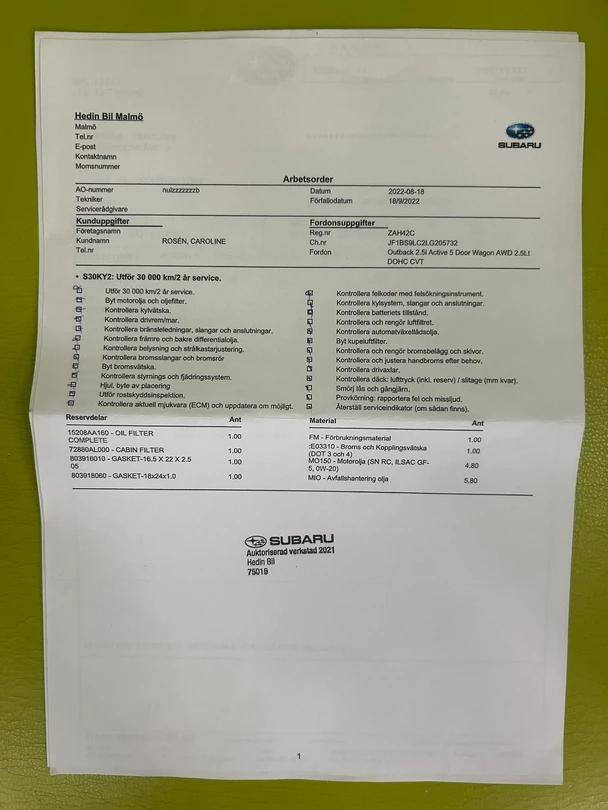 Hedin Bil Malmö
Malmö
Tel.nr
E-post
Kontaktnamn
Momsnummer
SUBARU
Arbetsorder
AO-nummer nulzzzzzzb Datum 2022-08-18
Tekniker Förfallodatum 18/9/2022
Servicerådgivare
Kunduppgifter Fordonsuppgifter
Företagsnamn Reg.nr ZAH42C
Kundnamn ROSÉN, CAROLINE Ch.nr JF1BS9LC2LG205732
Tel.nr Fordon Outback 2.5i Active 5 Door Wagon AWD 2.5Lt
DOHC CVT
• S30KY2: Utför 30 000 km/2 år service.
Utför 30 000 km/2 år service.
Byt motorolja och oljefilter.
Kontrollera kylvätska.
Kontrollera drivrem/mar.
Kontrollera bränsleledningar, slangar och anslutningar.
Kontrollera främre och bakre differentialolja.
Kontrollera belysning och strålkastarjustering.
Kontrollera bromsslangar och bromsrör
Byt bromsvätska.
Kontrollera styrnings och fjädringssystem.
Hjul, byte av placering
Utför rostskyddsinspektion.
Kontrollera aktuell mjukvara (ECM) och uppdatera om möjligt.
Kontrollera felkoder med felsökningsinstrument.
Kontrollera kylsystem, slangar och anslutningar.
Kontrollera batteriets tillstånd.
Kontrollera och rengör luftfiltret.
Kontrollera automatväxellådsolja.
Byt kupeluftfilter.
Kontrollera och rengör bromsbelägg och skivor.
Kontrollera och justera handbroms efter behov.
Kontrollera drivaxlar.
Kontrollera däck: lufttryck (inkl. reserv) / slitage (mm kvar).
Smörj lås och gångjärn.
Provkörning: rapportera fel och missljud.
Återställ serviceindikator (om sådan finns).
Reservdelar Ant
15208AA160 - OIL FILTER COMPLETE 1.00
72880AL000 - CABIN FILTER 1.00
803916010 - GASKET-16.5 X 22 X 2.5 1.00
05
803918060 - GASKET-18x24x1.0 1.00
Material Ant
FM - Förbrukningsmaterial 1.00
:E03310 - Broms och Kopplingsvätska 1.00
(DOT 3 och 4)
MO150 - Motorolja (SN RC, ILSAC GF- 4.80
5, 0W-20)
MIO - Avfallshantering olja 5.80
SUBARU
Auktoriserad verkstad 2021
Hedin Bil
75019
1